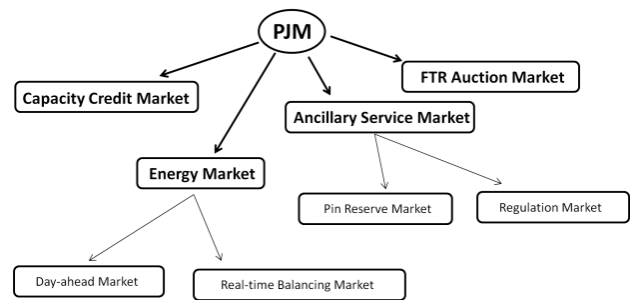 PJM
FTR Auction Market
Capacity Credit Market
Ancillary Service Market
Energy Market
Pin Reserve Market
Regulation Market
Day-ahead Market
Real-time Balancing Market